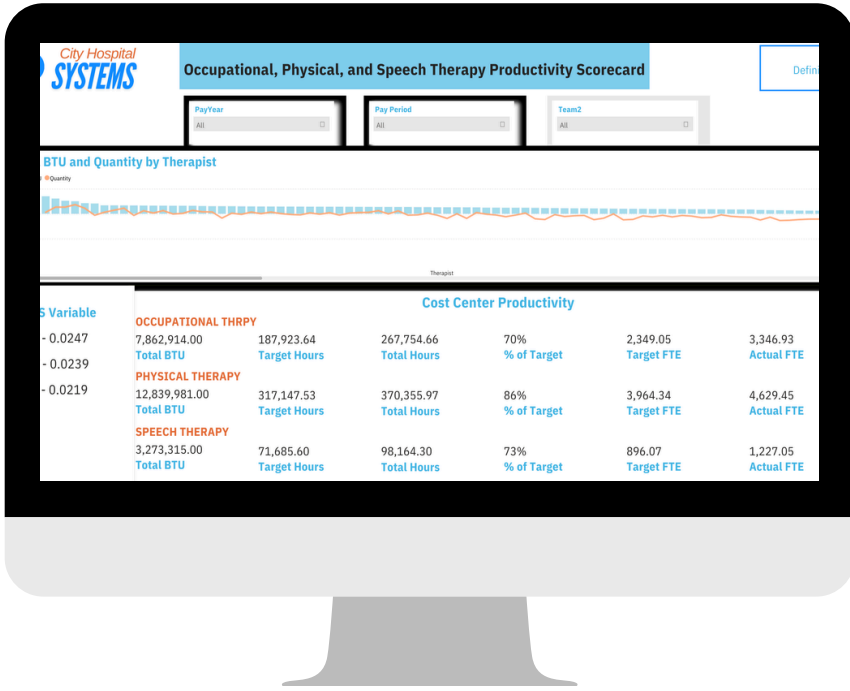 City Hospital
SYSTEMS
Occupational, Physical, and Speech Therapy Productivity Scorecard
Defini
PayYear
All
Pay Period
All
Team2
All
BTU and Quantity by Therapist
Quantity
Therapist
S Variable
- 0.0247
- 0.0239
- 0.0219
Cost Center Productivity
OCCUPATIONAL THRPY
7,862,914.00 187,923.64 267,754.66 70% 2,349.05 3,346.93
Total BTU Target Hours Total Hours % of Target Target FTE Actual FTE
PHYSICAL THERAPY
12,839,981.00 317,147.53 370,355.97 86% 3,964.34 4,629.45
Total BTU Target Hours Total Hours % of Target Target FTE Actual FTE
SPEECH THERAPY
3,273,315.00 71,685.60 98,164.30 73% 896.07 1,227.05
Total BTU Target Hours Total Hours % of Target Target FTE Actual FTE